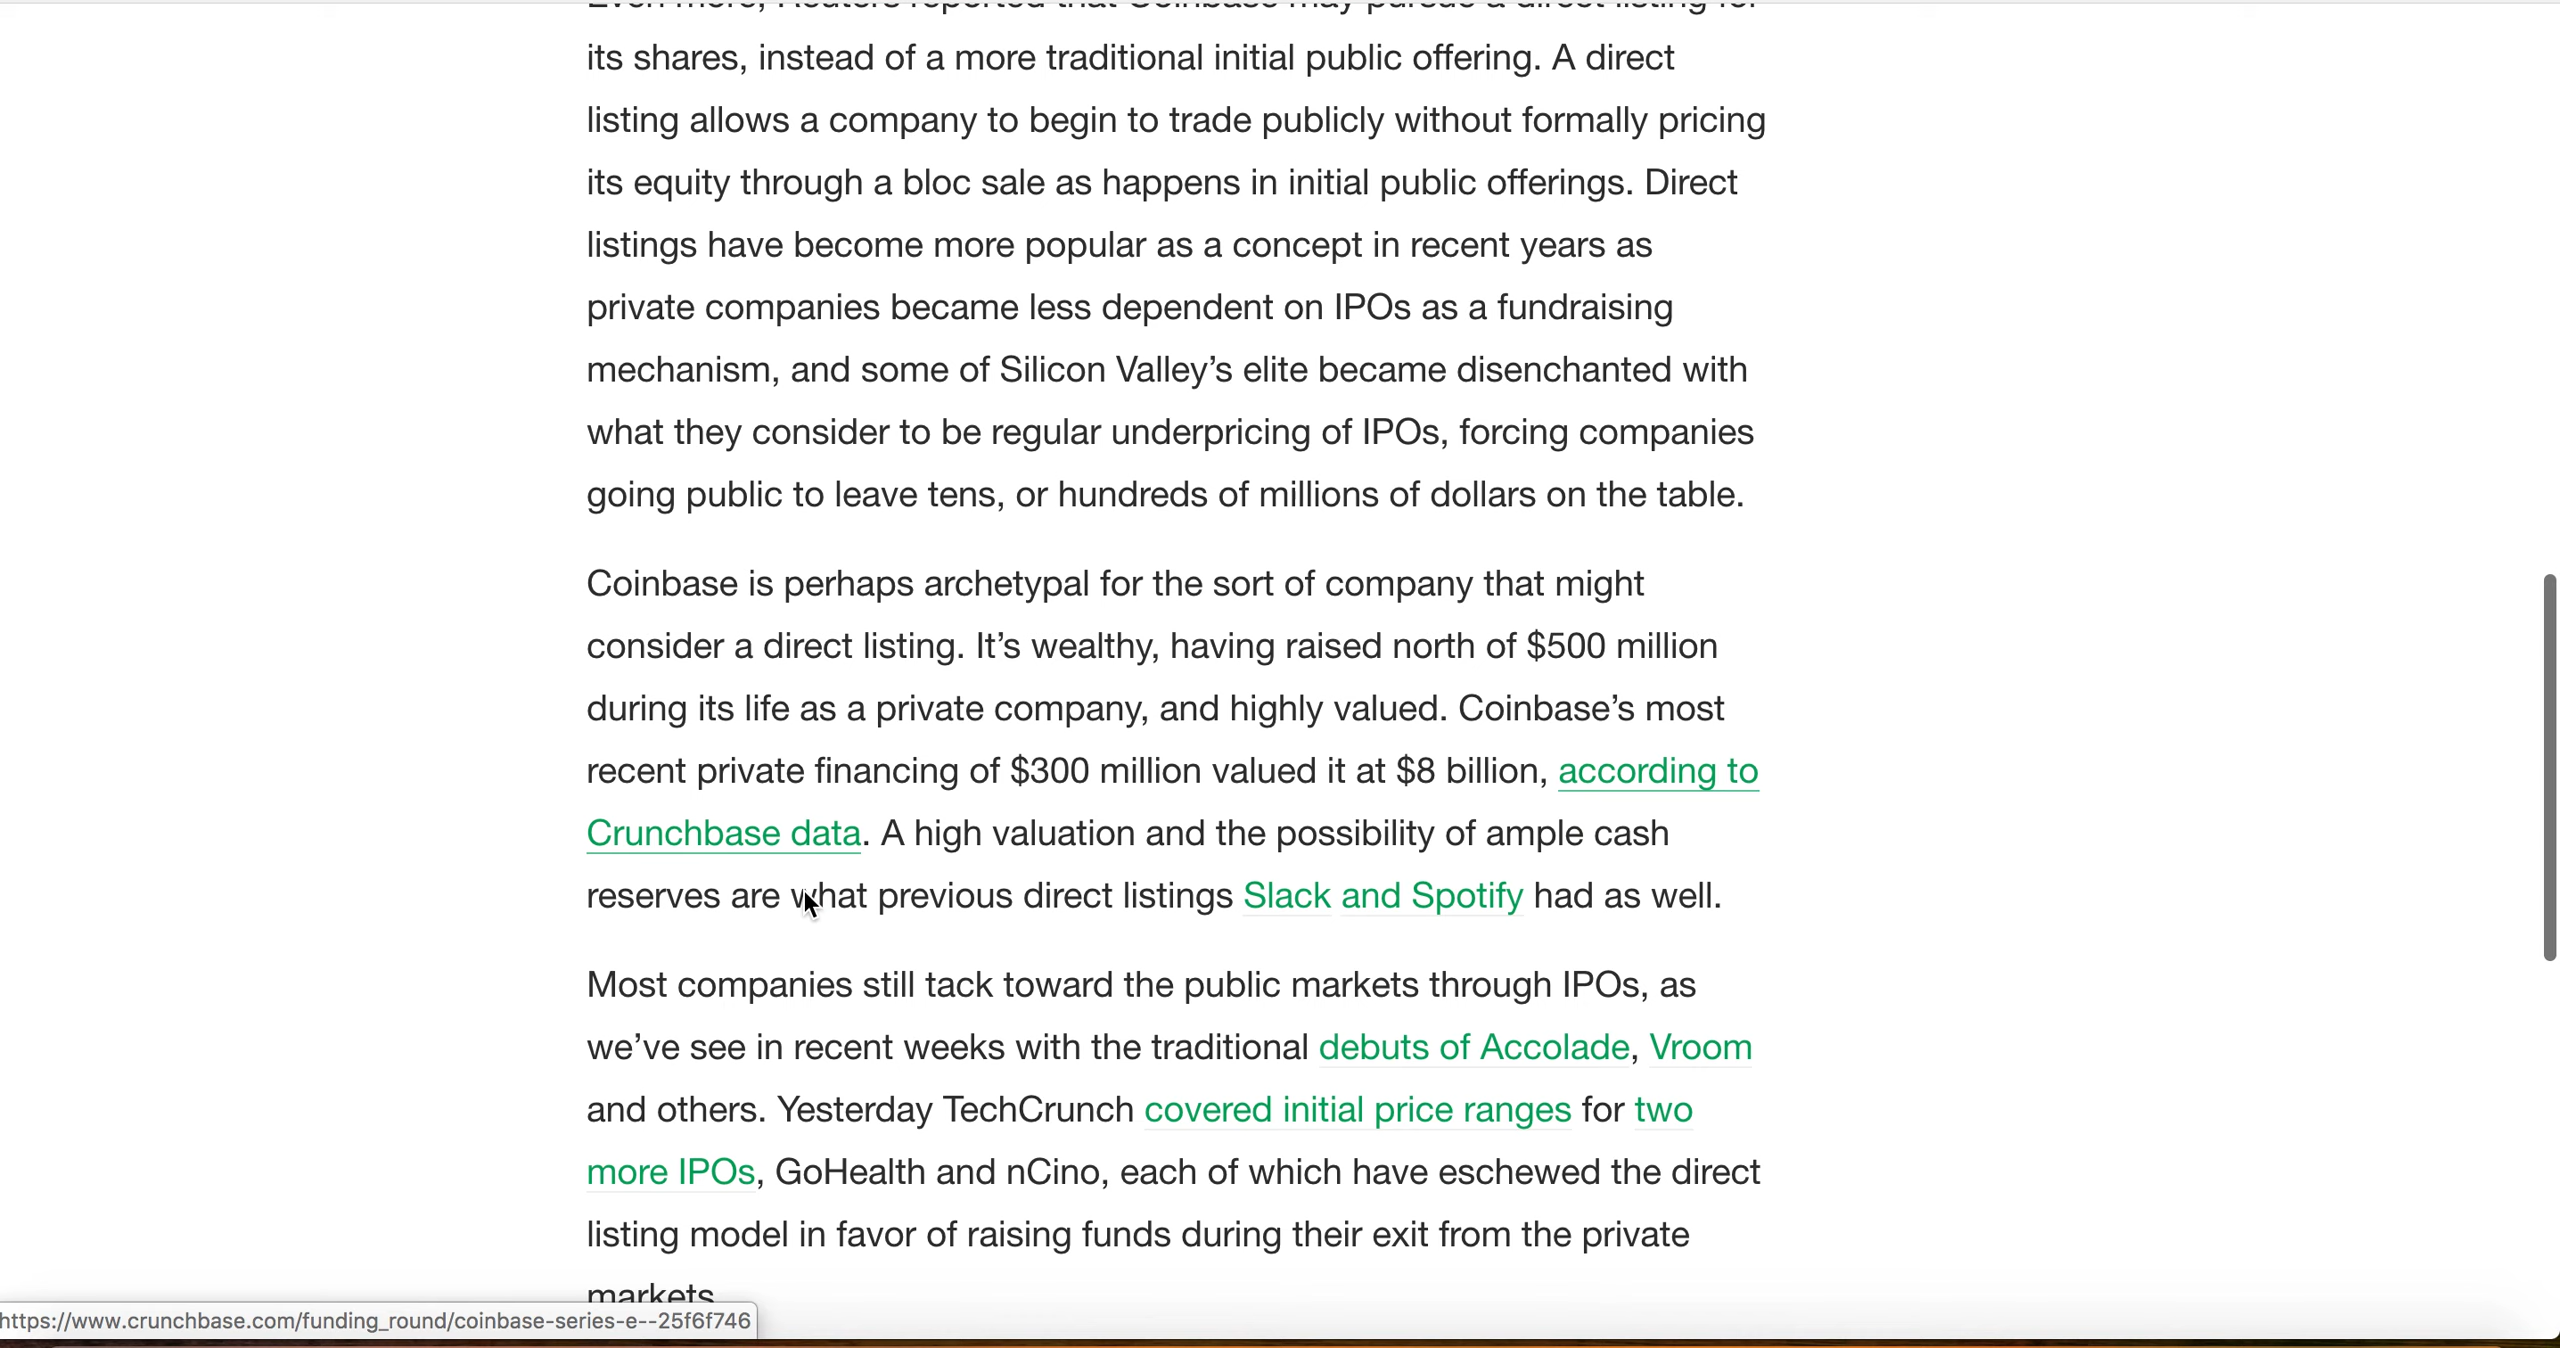 Even more, Reuters reported that Coinbase may pursue a direct listing for
its shares, instead of a more traditional initial public offering. A direct
listing allows a company to begin to trade publicly without formally pricing
its equity through a bloc sale as happens in initial public offerings. Direct
listings have become more popular as a concept in recent years as
private companies became less dependent on IPOs as a fundraising
mechanism, and some of Silicon Valley’s elite became disenchanted with
what they consider to be regular underpricing of IPOs, forcing companies
going public to leave tens, or hundreds of millions of dollars on the table.
Coinbase is perhaps archetypal for the sort of company that might
consider a direct listing. It’s wealthy, having raised north of $500 million
during its life as a private company, and highly valued. Coinbase’s most
recent private financing of $300 million valued it at $8 billion, according to
Crunchbase data. A high valuation and the possibility of ample cash
reserves are what previous direct listings Slack and Spotify had as well.
Most companies still tack toward the public markets through IPOs, as
we’ve see in recent weeks with the traditional debuts of Accolade, Vroom
and others. Yesterday TechCrunch covered initial price ranges for two
more IPOs, GoHealth and nCino, each of which have eschewed the direct
listing model in favor of raising funds during their exit from the private
markets
https://www.crunchbase.com/funding_round/coinbase-series-e--25f6f746